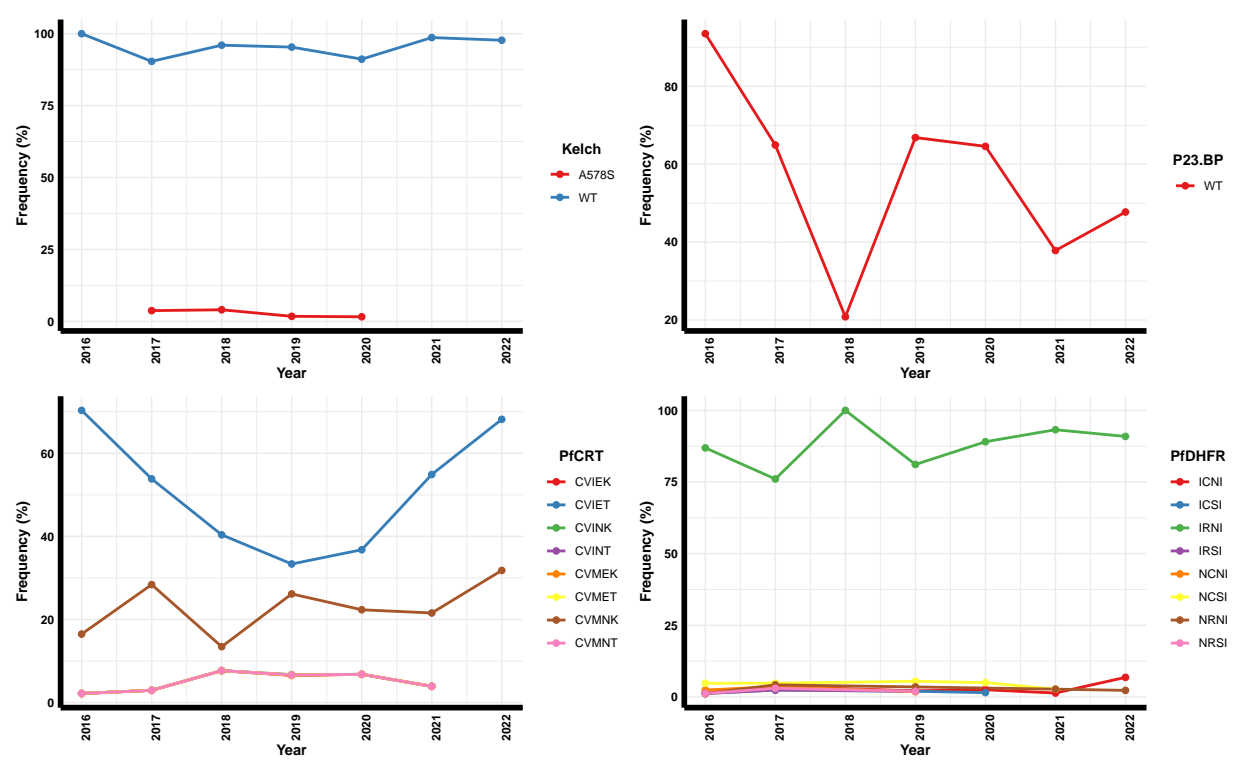 100
75
50
25
0
Frequency (%)
2016
2017
2018
2019
2020
2021
2022
Year
Kelch
A578S
WT
80
60
40
20
Frequency (%)
2016
2017
2018
2019
2020
2021
2022
Year
P23.BP
WT
60
40
20
0
Frequency (%)
2016
2017
2018
2019
2020
2021
2022
Year
PfCRT
CVIEK
CVIET
CVINK
CVINT
CVMEK
CVMET
CVMNK
CVMNT
100
75
50
25
0
Frequency (%)
2016
2017
2018
2019
2020
2021
2022
Year
PfDHFR
ICNI
ICSI
IRNI
IRSI
NCNI
NCSI
NRNI
NRSI